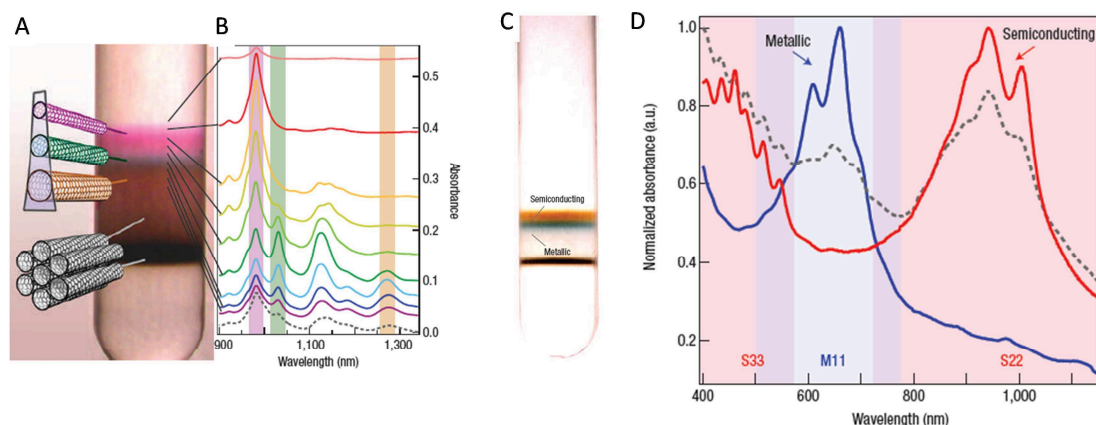 A
B
C
D
0.5
0.4
0.3
0.2
0.1
0.0
Absorbance
900
1,100
1,300
Wavelength (nm)
Semiconducting
Metallic
1.0
0.8
0.6
0.4
0.2
Normalized absorbance (a.u.)
Metallic
Semiconducting
S33
M11
S22
400
600
800
1,000
Wavelength (nm)